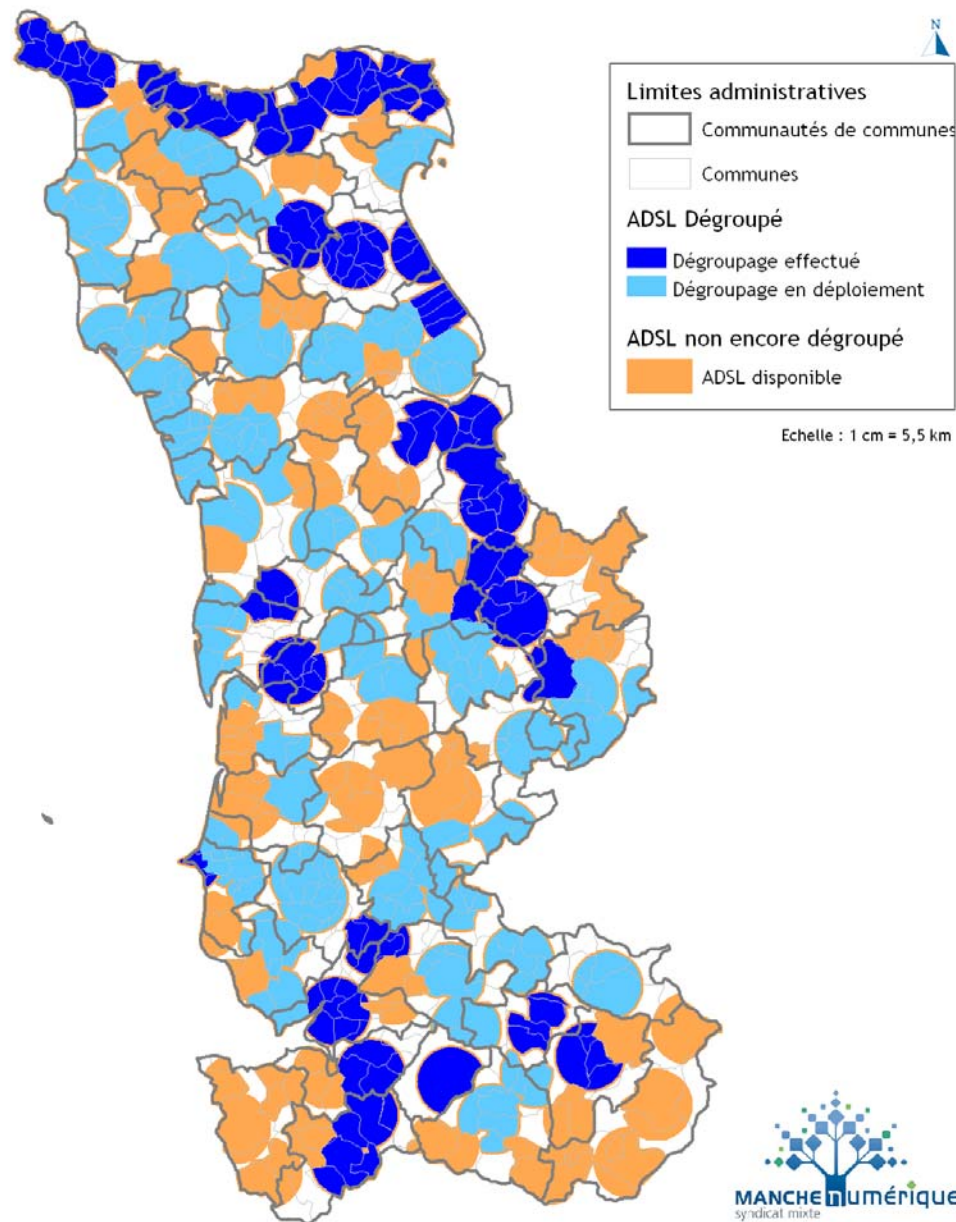 N
Limites administratives
Communautés de communes
Communes
ADSL Dégroupé
Dégroupage effectué
Dégroupage en déploiement
ADSL non encore dégroupé
ADSL disponible
Echelle : 1 cm = 5,5 km
MANCHE numérique
syndicat mixte